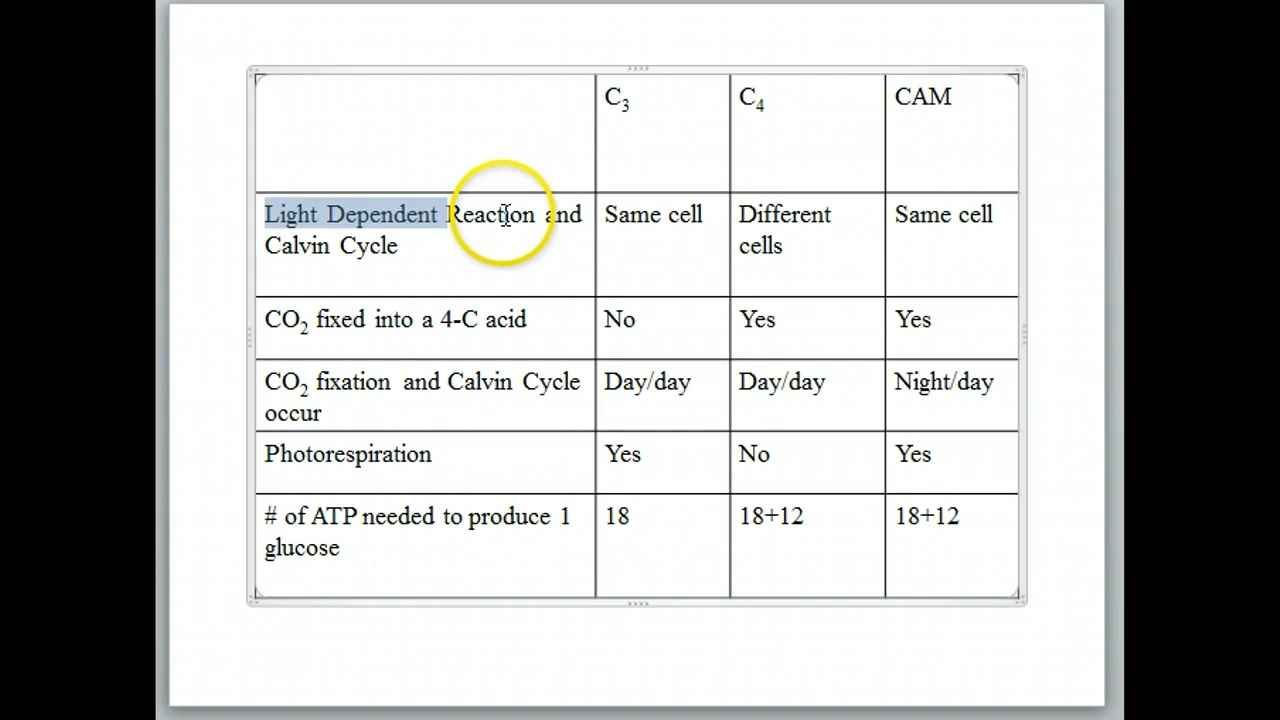 C3 C4 CAM
Light Dependent Reaction and Same cell Different Same cell
Calvin Cycle cells
CO2 fixed into a 4-C acid No Yes Yes
CO2 fixation and Calvin Cycle Day/day Day/day Night/day
occur
Photorespiration Yes No Yes
# of ATP needed to produce 1 18 18+12 18+12
glucose